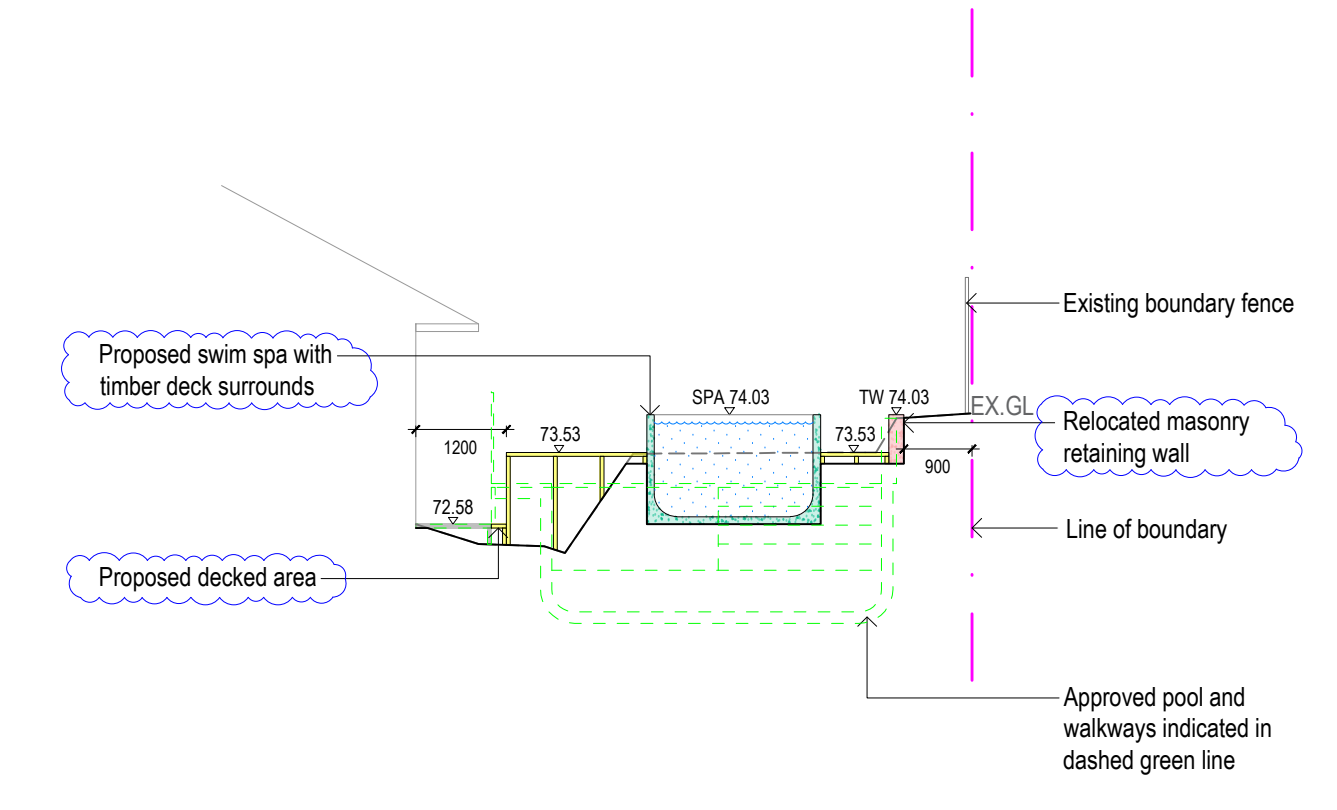 Existing boundary fence
Proposed swim spa with
timber deck surrounds
SPA 74.03
TW 74.03
EX.GL
Relocated masonry
retaining wall
1200
73.53
73.53
900
72.58
Line of boundary
Proposed decked area
Approved pool and
walkways indicated in
dashed green line